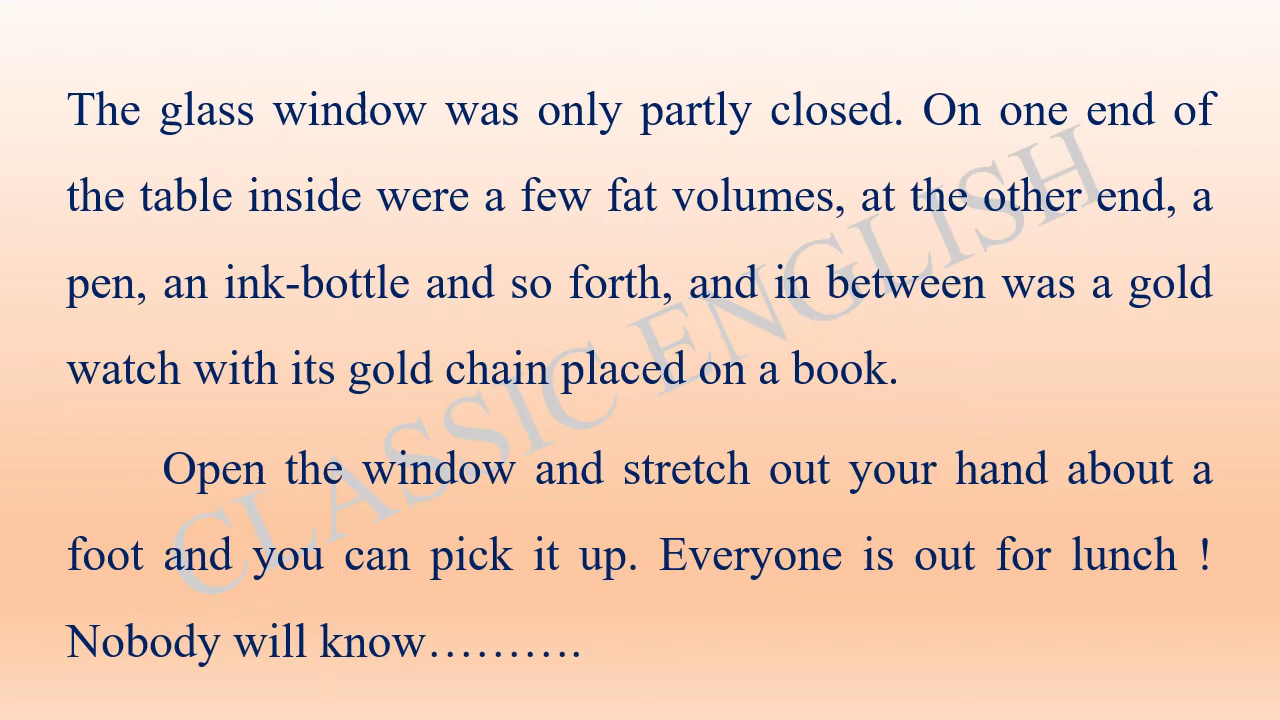 The glass window was only partly closed. On one end of
the table inside were a few fat volumes, at the other end, a
pen, an ink-bottle and so forth, and in between was a gold
watch with its gold chain placed on a book.
Open the window and stretch out your hand about a
foot and you can pick it up. Everyone is out for lunch !
Nobody will know……….
CLASSIC ENGLISH